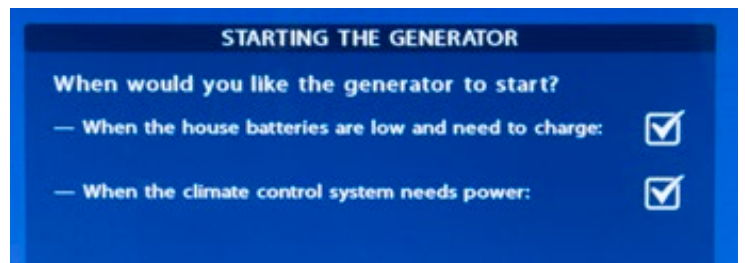 STARTING THE GENERATOR
When would you like the generator to start?
— When the house batteries are low and need to charge:
— When the climate control system needs power: